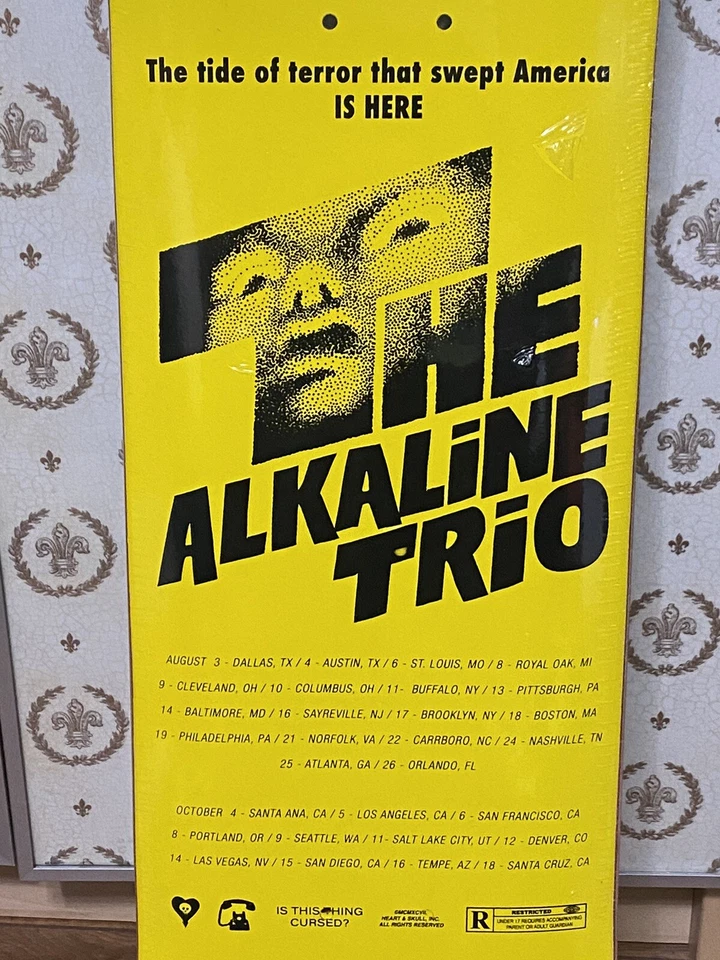 The tide of terror that swept America
IS HERE
THE
ALKALiNE
TRiO
AUGUST 3 - DALLAS, TX / 4 - AUSTIN, TX / 6 - ST. LOUIS, MO / 8 - ROYAL OAK, MI
9 - CLEVELAND, OH / 10 - COLUMBUS, OH / 11- BUFFALO, NY / 13 - PITTSBURGH, PA
14 - BALTIMORE, MD / 16 - SAYREVILLE, NJ / 17 - BROOKLYN, NY / 18 - BOSTON, MA
19 - PHILADELPHIA, PA / 21 - NORFOLK, VA / 22 - CARRBORO, NC / 24 - NASHVILLE, TN
25 - ATLANTA, GA / 26 - ORLANDO, FL
OCTOBER 4 - SANTA ANA, CA / 5 - LOS ANGELES, CA / 6 - SAN FRANCISCO, CA
8 - PORTLAND, OR / 9 - SEATTLE, WA / 11- SALT LAKE CITY, UT / 12 - DENVER, CO
14 - LAS VEGAS, NV / 15 - SAN DIEGO, CA / 16 - TEMPE, AZ / 18 - SANTA CRUZ, CA
IS THIS THING
CURSED?
©MCMXCVII,
HEART & SKULL, INC.
ALL RIGHTS RESERVED
R
RESTRICTED
UNDER 17 REQUIRES ACCOMPANYING
PARENT OR ADULT GUARDIAN